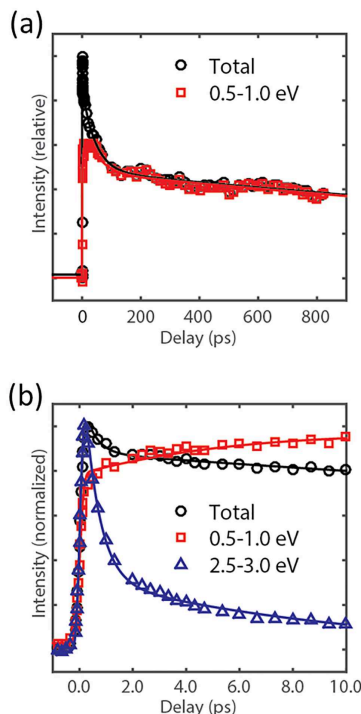 (a)
Total
0.5-1.0 eV
Intensity (relative)
0 200 400 600 800
Delay (ps)
(b)
Total
0.5-1.0 eV
2.5-3.0 eV
Intensity (normalized)
0.0 2.0 4.0 6.0 8.0 10.0
Delay (ps)